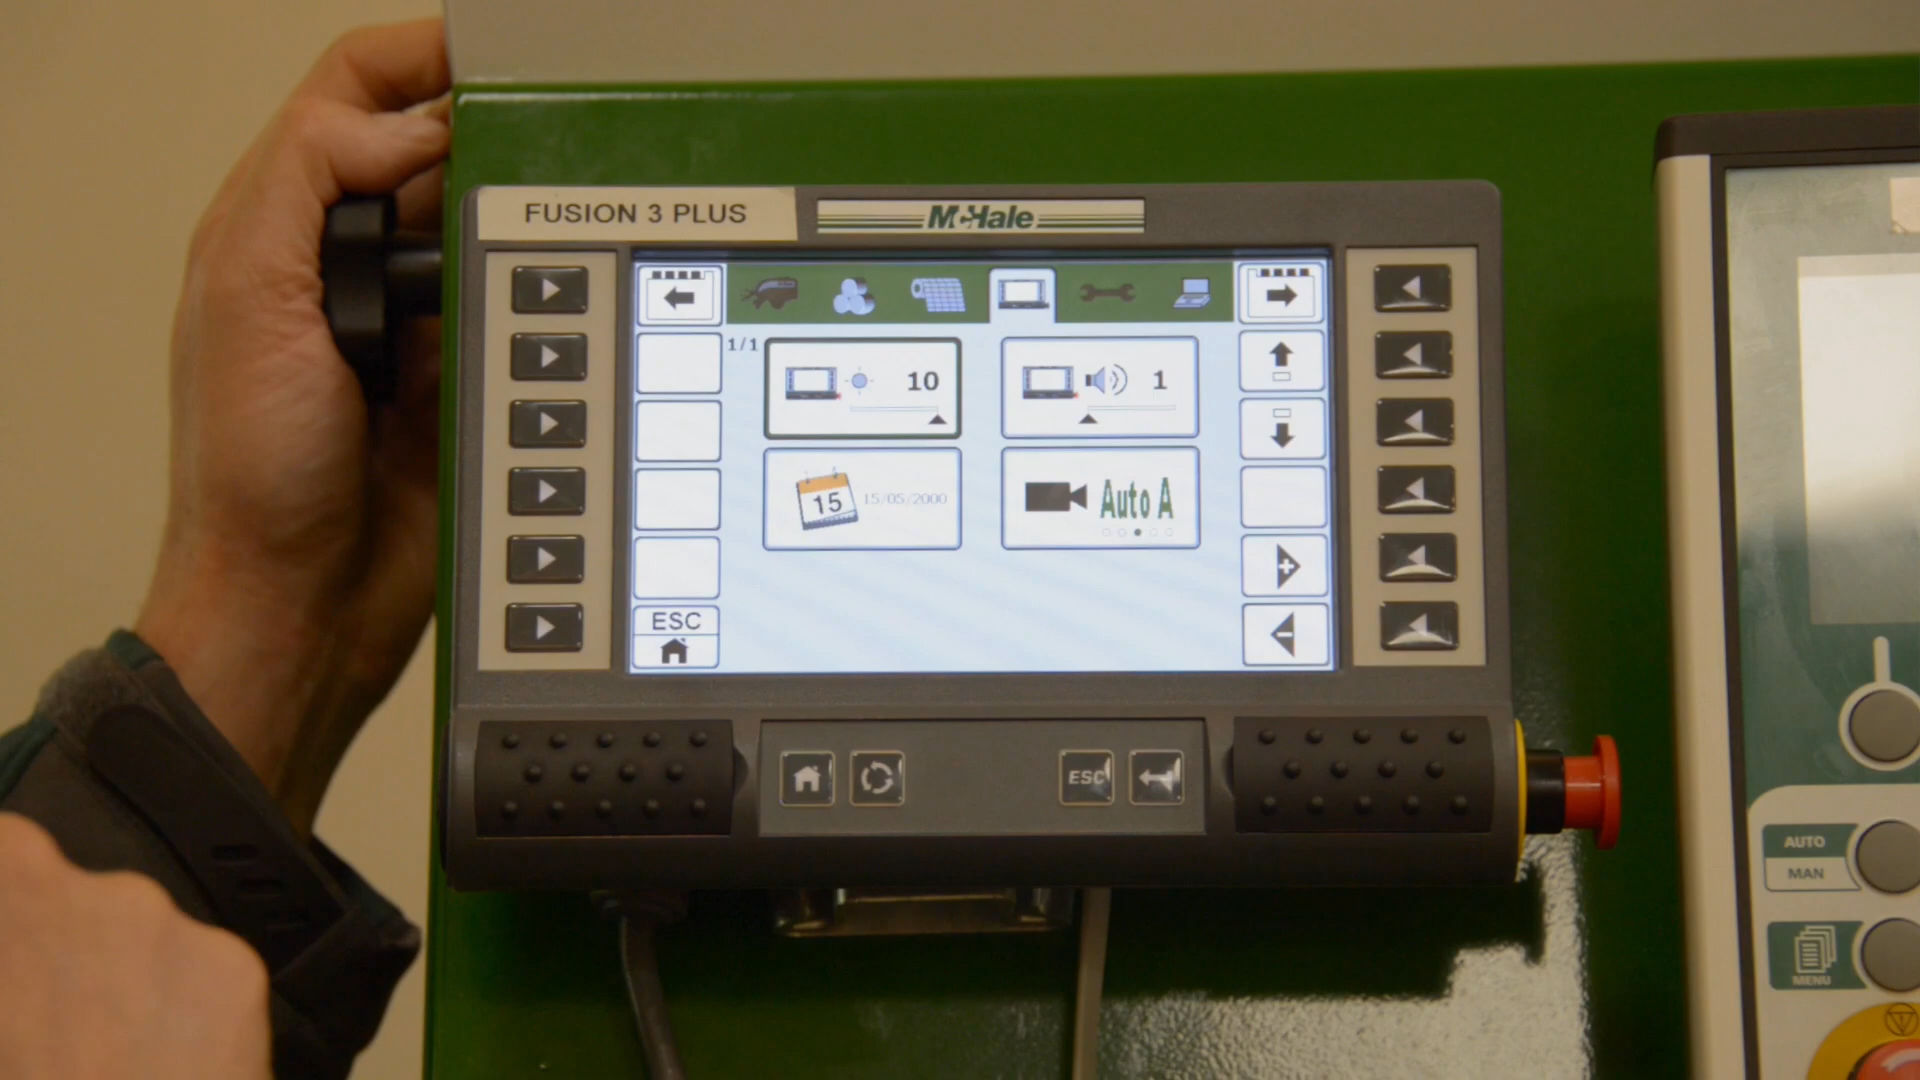 FUSION 3 PLUS
McHale
1/1
10
1
15
15/05/2000
Auto A
ESC
ESC
AUTO
MAN
MENU